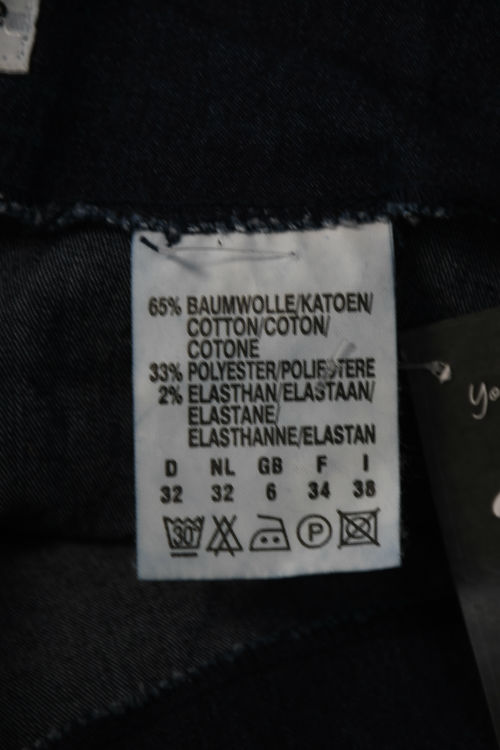 65% BAUMWOLLE/KATOEN/
COTTON/COTON/
COTONE
33% POLYESTER/POLIESTERE
2% ELASTHAN/ELASTAAN/
ELASTANE/
ELASTHANNE/ELASTAN
D NL GB F I
32 32 6 34 38
30 P
yo